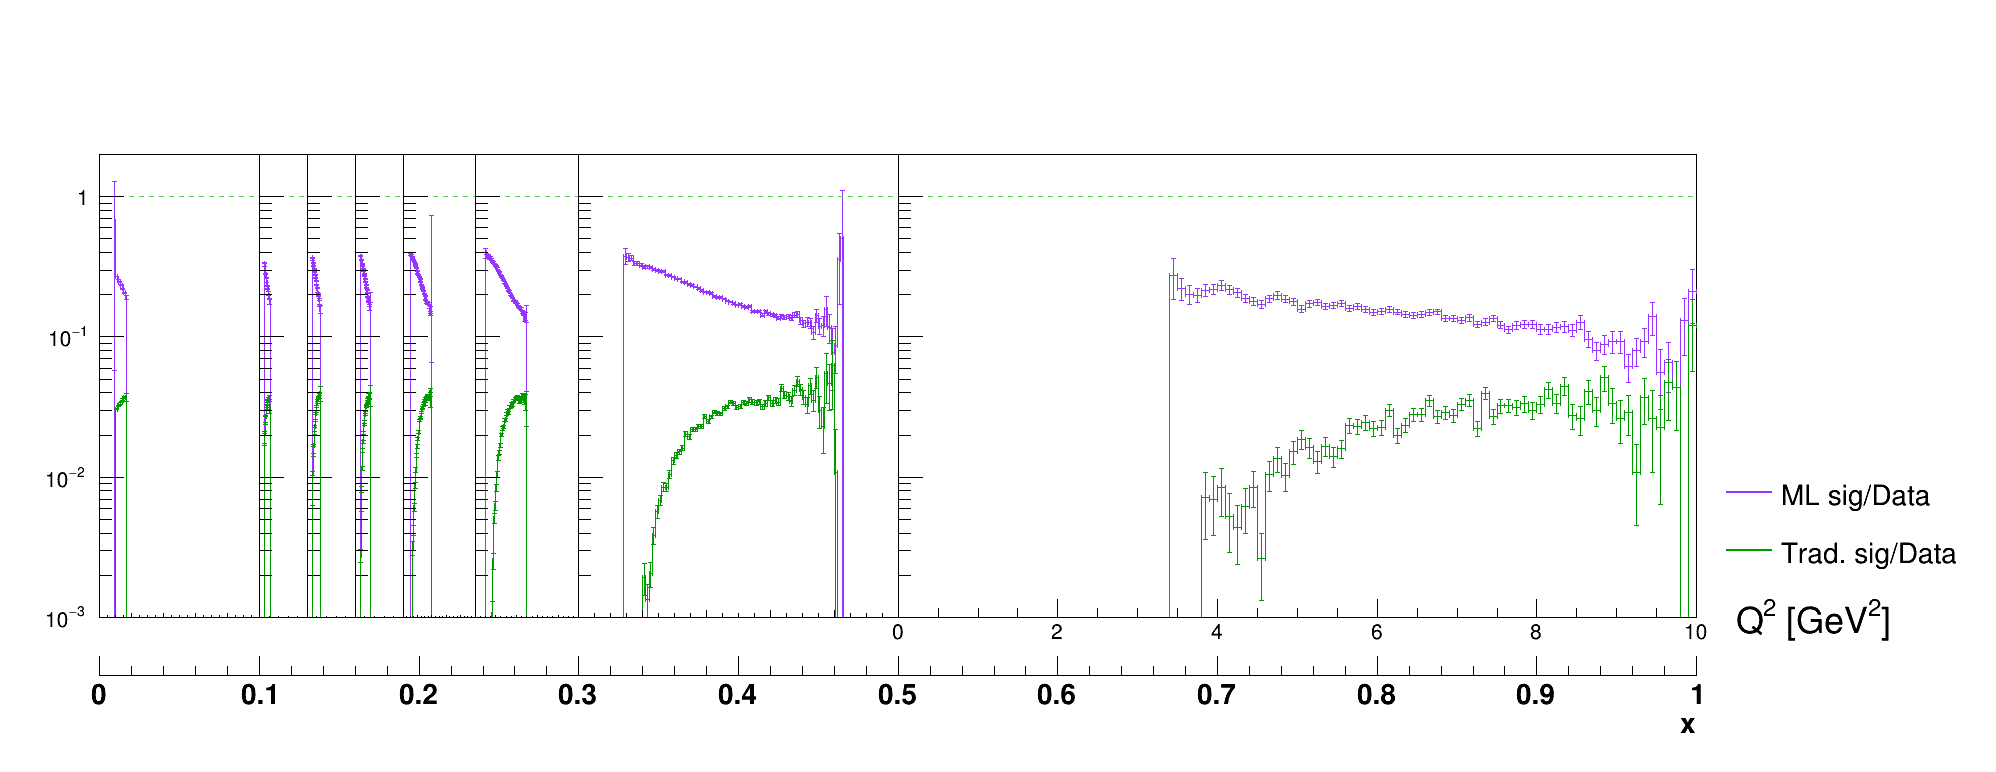 1
10⁻¹
10⁻²
10⁻³
ML sig/Data
Trad. sig/Data
0 2 4 6 8 10
Q² [GeV²]
0 0.1 0.2 0.3 0.4 0.5 0.6 0.7 0.8 0.9 1
x